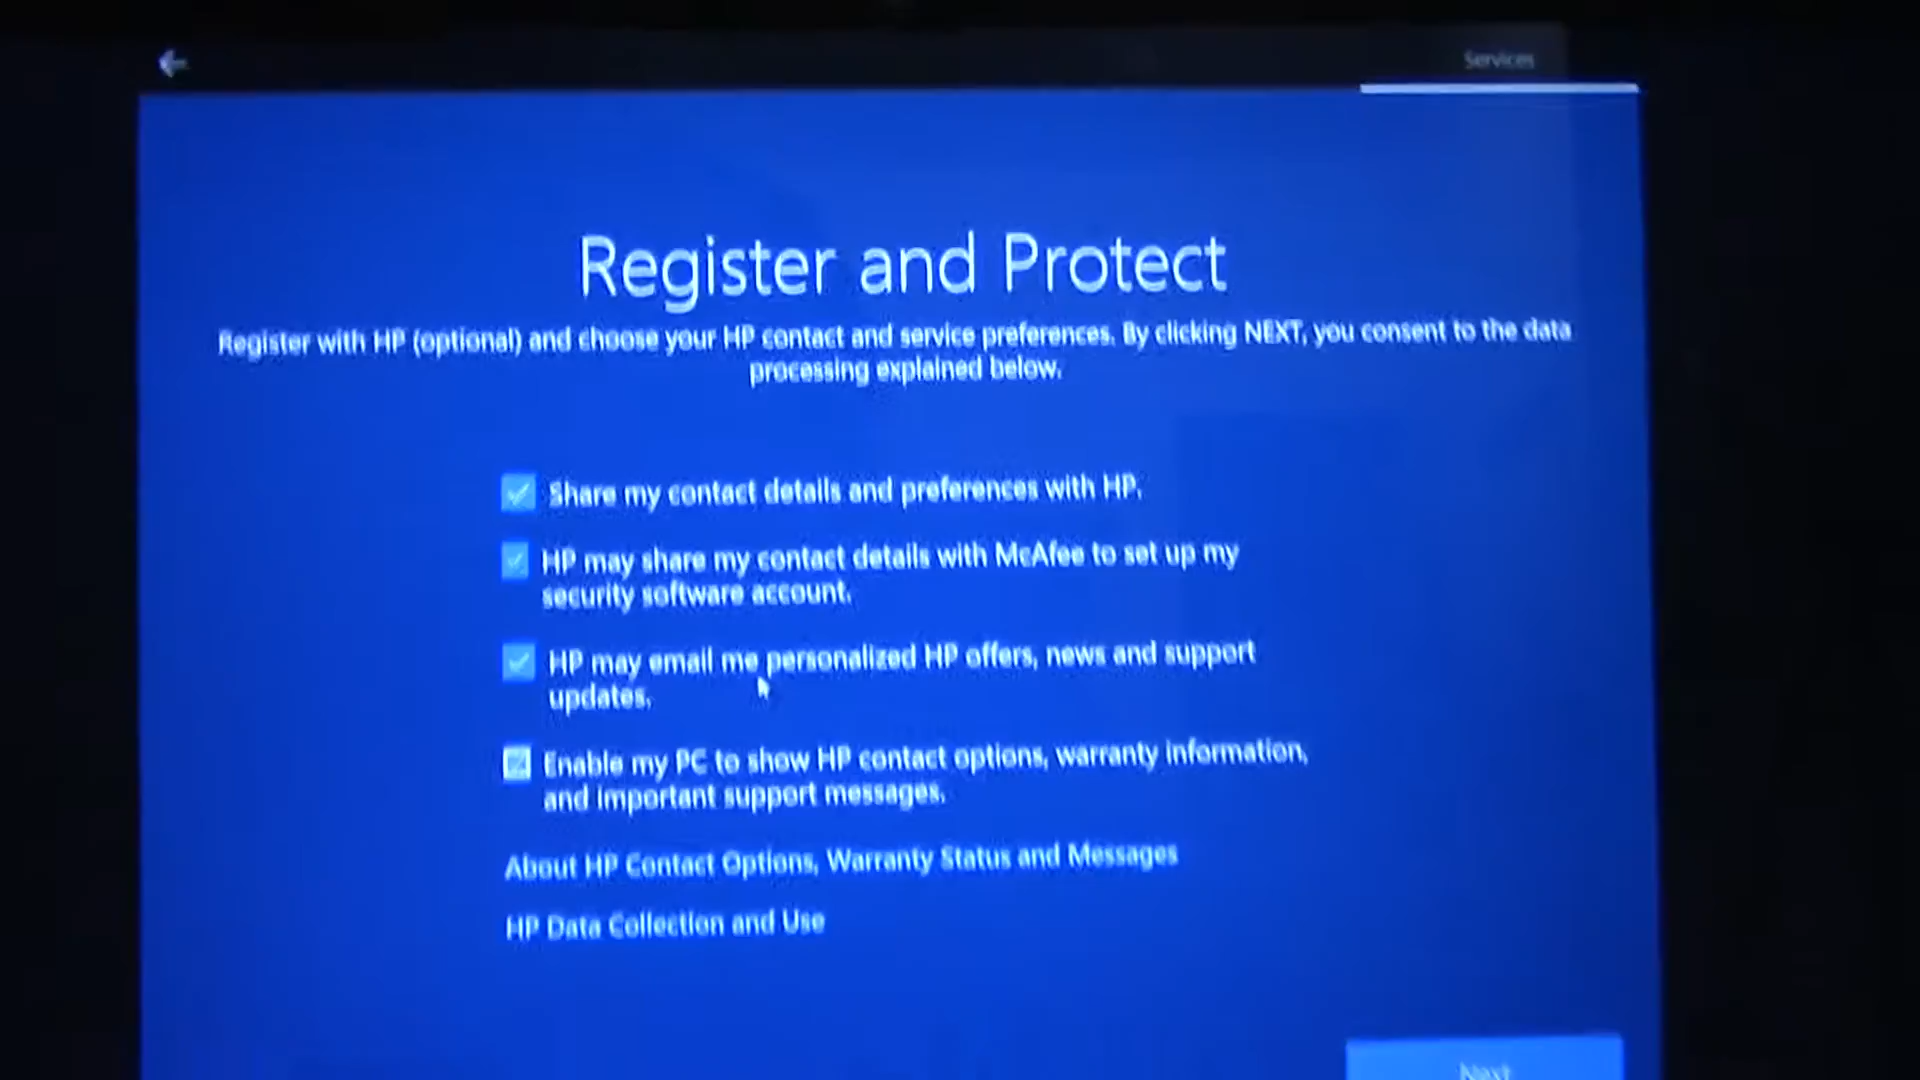 Services
Register and Protect
Register with HP (optional) and choose your HP contact and service preferences. By clicking NEXT, you consent to the data
processing explained below.
Share my contact details and preferences with HP.
HP may share my contact details with McAfee to set up my
security software account.
HP may email me personalized HP offers, news and support
updates.
Enable my PC to show HP contact options, warranty information,
and important support messages.
About HP Contact Options, Warranty Status and Messages
HP Data Collection and Use
Next